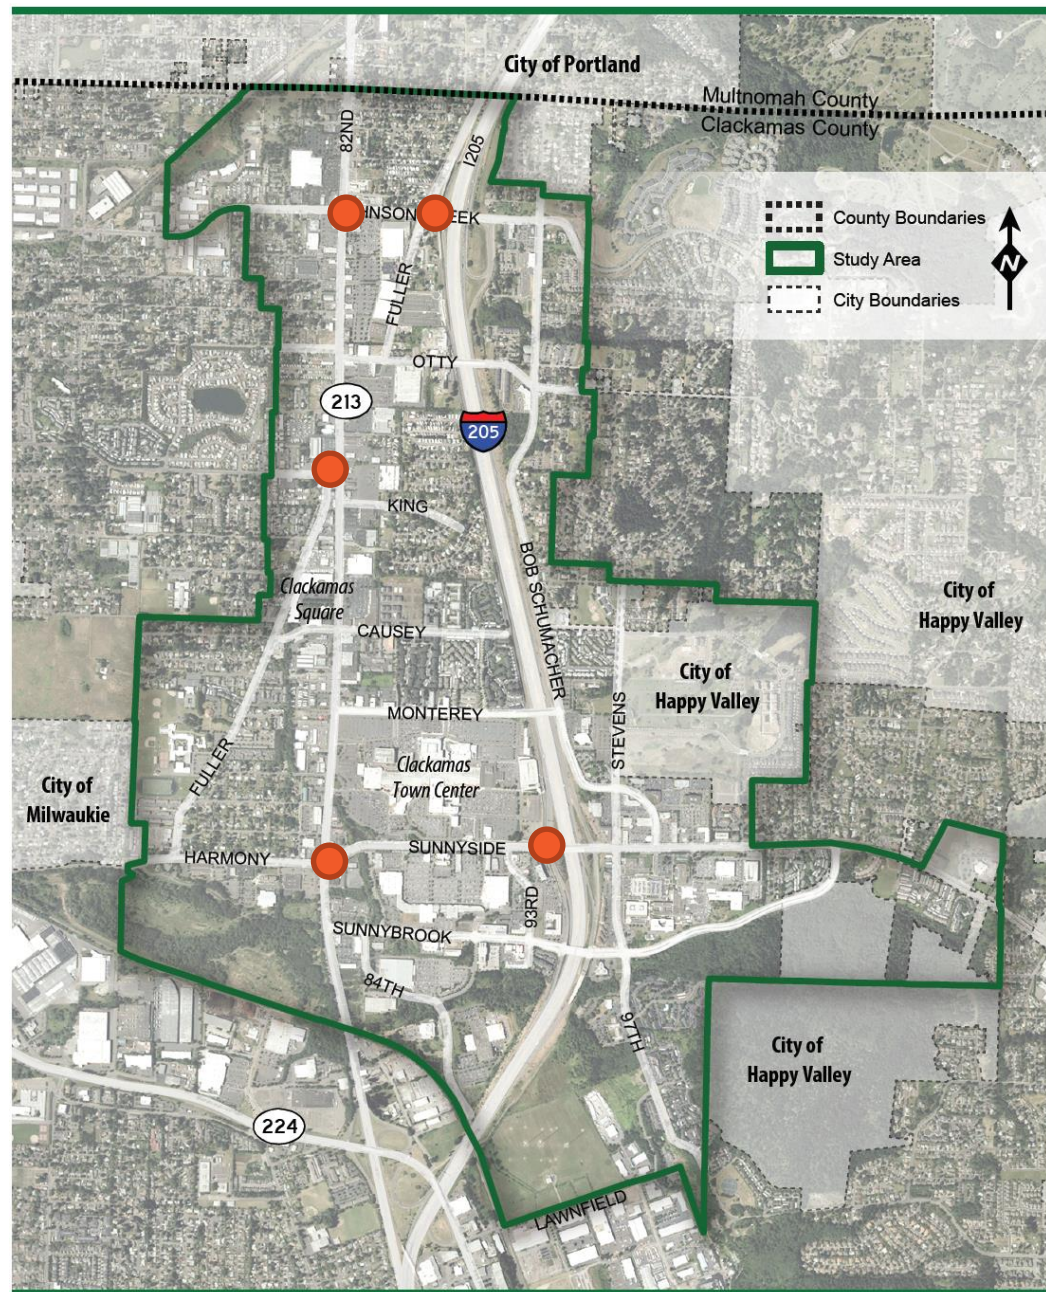 City of Portland
Multnomah County
Clackamas County
82ND
I205
County Boundaries
Study Area
City Boundaries
N
FULLER
OTTY
213
205
KING
BOB SCHUMACHER
Clackamas
Square
CAUSEY
City of
Happy Valley
City of
Happy Valley
STEVENS
MONTEREY
FULLER
Clackamas
Town Center
City of
Milwaukie
HARMONY
SUNNYSIDE
93RD
SUNNYBROOK
84TH
97TH
City of
Happy Valley
224
LAWNFIELD